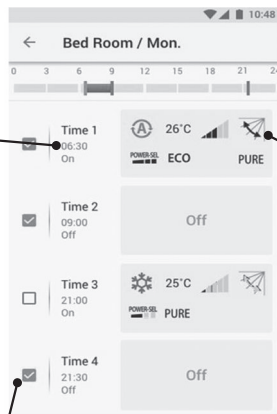 10:48
Bed Room / Mon.
0 3 6 9 12 15 18 21 24
Time 1
06:30
On
A 26°C
POWER-SEL ECO PURE
Time 2
09:00
Off
Off
Time 3
21:00
On
25°C
POWER-SEL PURE
Time 4
21:30
Off
Off